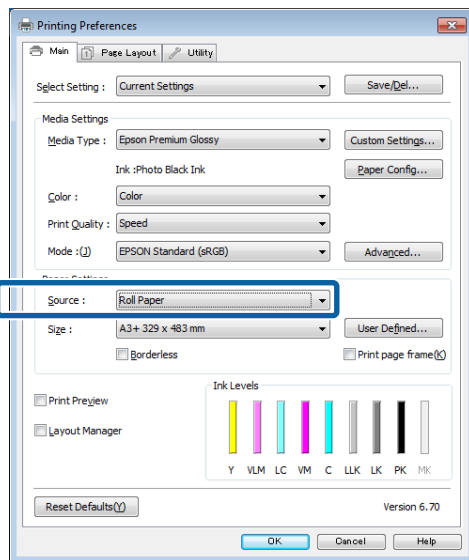 Printing Preferences
Main Page Layout Utility
Select Setting : Current Settings Save/Del...
Media Settings
Media Type : Epson Premium Glossy Custom Settings...
Ink :Photo Black Ink Paper Config...
Color : Color
Print Quality : Speed
Mode :(J) EPSON Standard (sRGB) Advanced...
Paper Settings
Source : Roll Paper
Size : A3+ 329 x 483 mm User Defined...
Borderless Print page frame(K)
Ink Levels
Print Preview
Layout Manager
Y VLM LC VM C LLK LK PK MK
Reset Defaults(Y) Version 6.70
OK Cancel Help